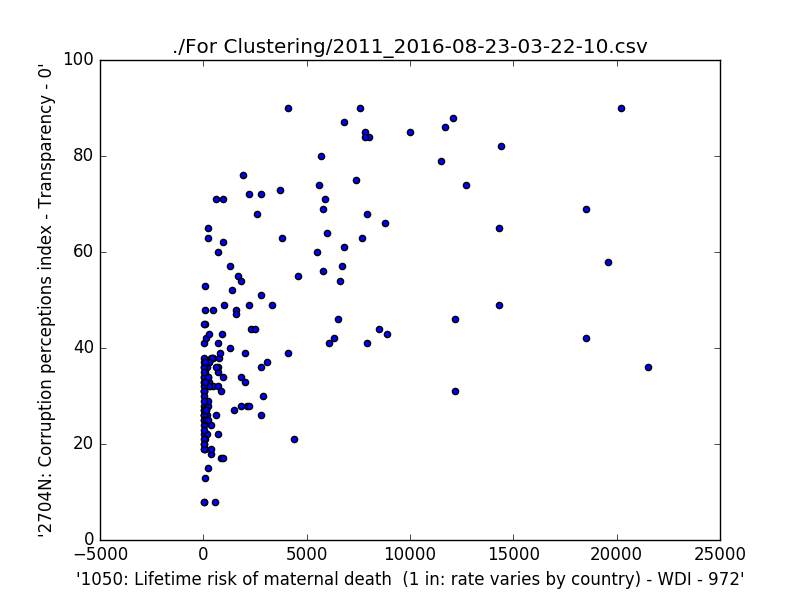 ./For Clustering/2011_2016-08-23-03-22-10.csv
100
80
60
40
20
0
'2704N: Corruption perceptions index - Transparency - 0'
−5000 0 5000 10000 15000 20000 25000
'1050: Lifetime risk of maternal death  (1 in: rate varies by country) - WDI - 972'